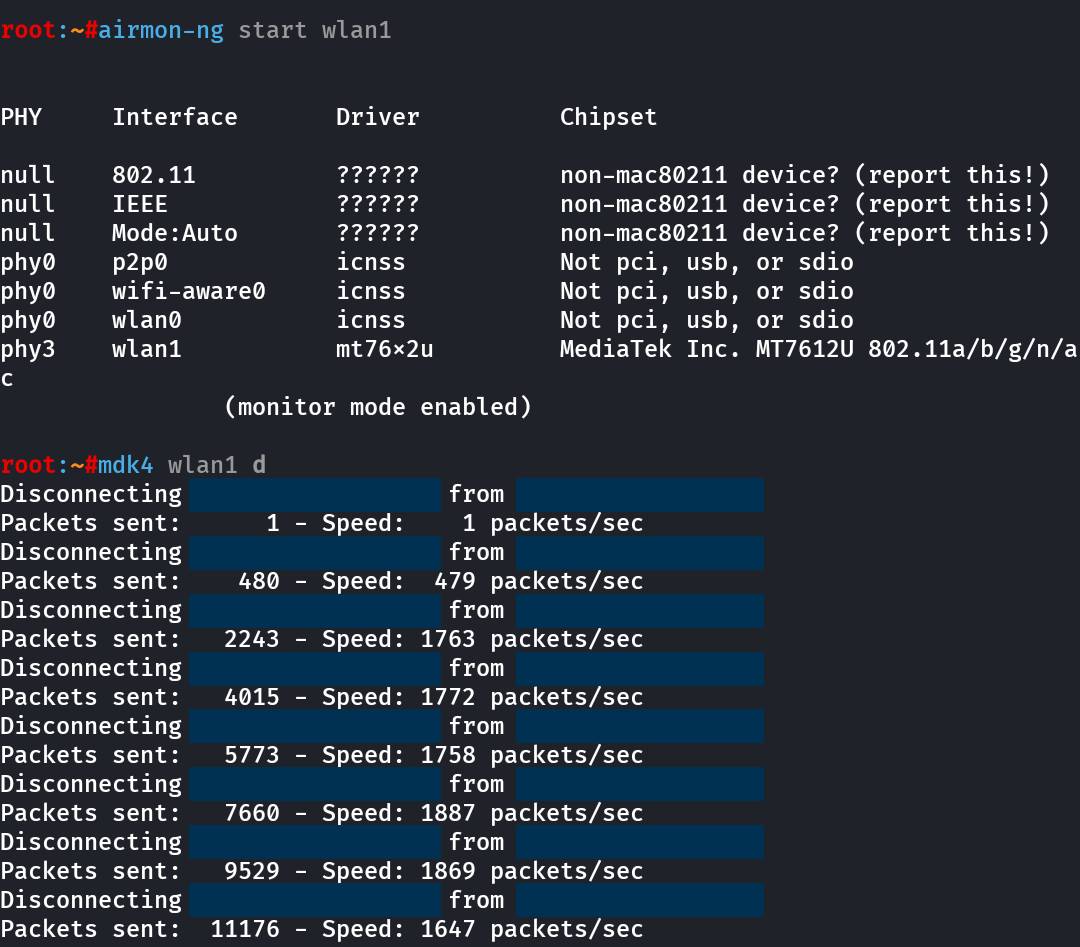 root:~#airmon-ng start wlan1
PHY Interface Driver Chipset
null 802.11 ?????? non-mac80211 device? (report this!)
null IEEE ?????? non-mac80211 device? (report this!)
null Mode:Auto ?????? non-mac80211 device? (report this!)
phy0 p2p0 icnss Not pci, usb, or sdio
phy0 wifi-aware0 icnss Not pci, usb, or sdio
phy0 wlan0 icnss Not pci, usb, or sdio
phy3 wlan1 mt76×2u MediaTek Inc. MT7612U 802.11a/b/g/n/a
c
(monitor mode enabled)
root:~#mdk4 wlan1 d
Disconnecting from
Packets sent: 1 - Speed: 1 packets/sec
Disconnecting from
Packets sent: 480 - Speed: 479 packets/sec
Disconnecting from
Packets sent: 2243 - Speed: 1763 packets/sec
Disconnecting from
Packets sent: 4015 - Speed: 1772 packets/sec
Disconnecting from
Packets sent: 5773 - Speed: 1758 packets/sec
Disconnecting from
Packets sent: 7660 - Speed: 1887 packets/sec
Disconnecting from
Packets sent: 9529 - Speed: 1869 packets/sec
Disconnecting from
Packets sent: 11176 - Speed: 1647 packets/sec